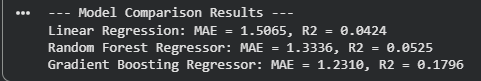 --- Model Comparison Results ---
Linear Regression: MAE = 1.5065, R2 = 0.0424
Random Forest Regressor: MAE = 1.3336, R2 = 0.0525
Gradient Boosting Regressor: MAE = 1.2310, R2 = 0.1796